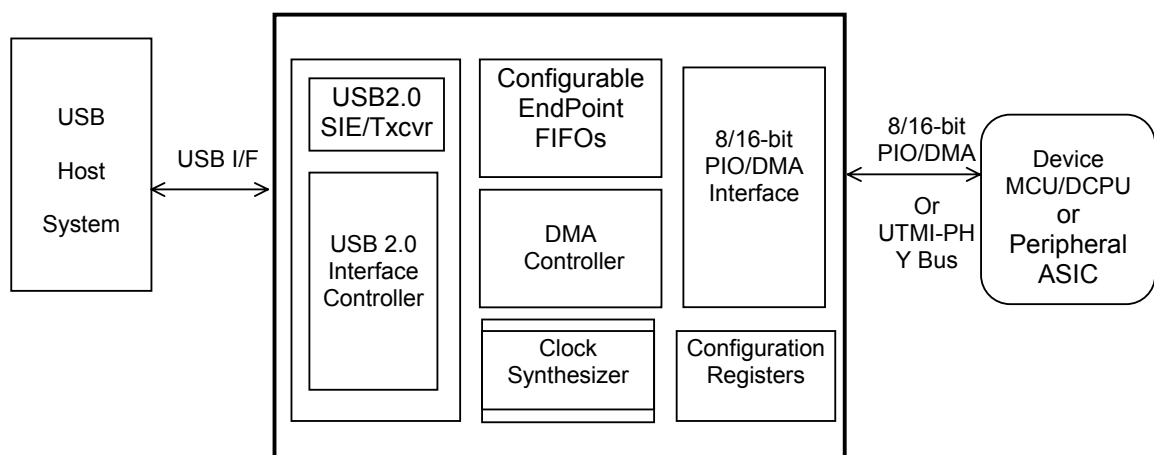 USB
Host
System
USB I/F
USB2.0
SIE/Txcvr
USB 2.0
Interface
Controller
Configurable
EndPoint
FIFOs
DMA
Controller
Clock
Synthesizer
8/16-bit
PIO/DMA
Interface
Configuration
Registers
8/16-bit
PIO/DMA
Or
UTMI-PH
Y Bus
Device
MCU/DCPU
or
Peripheral
ASIC